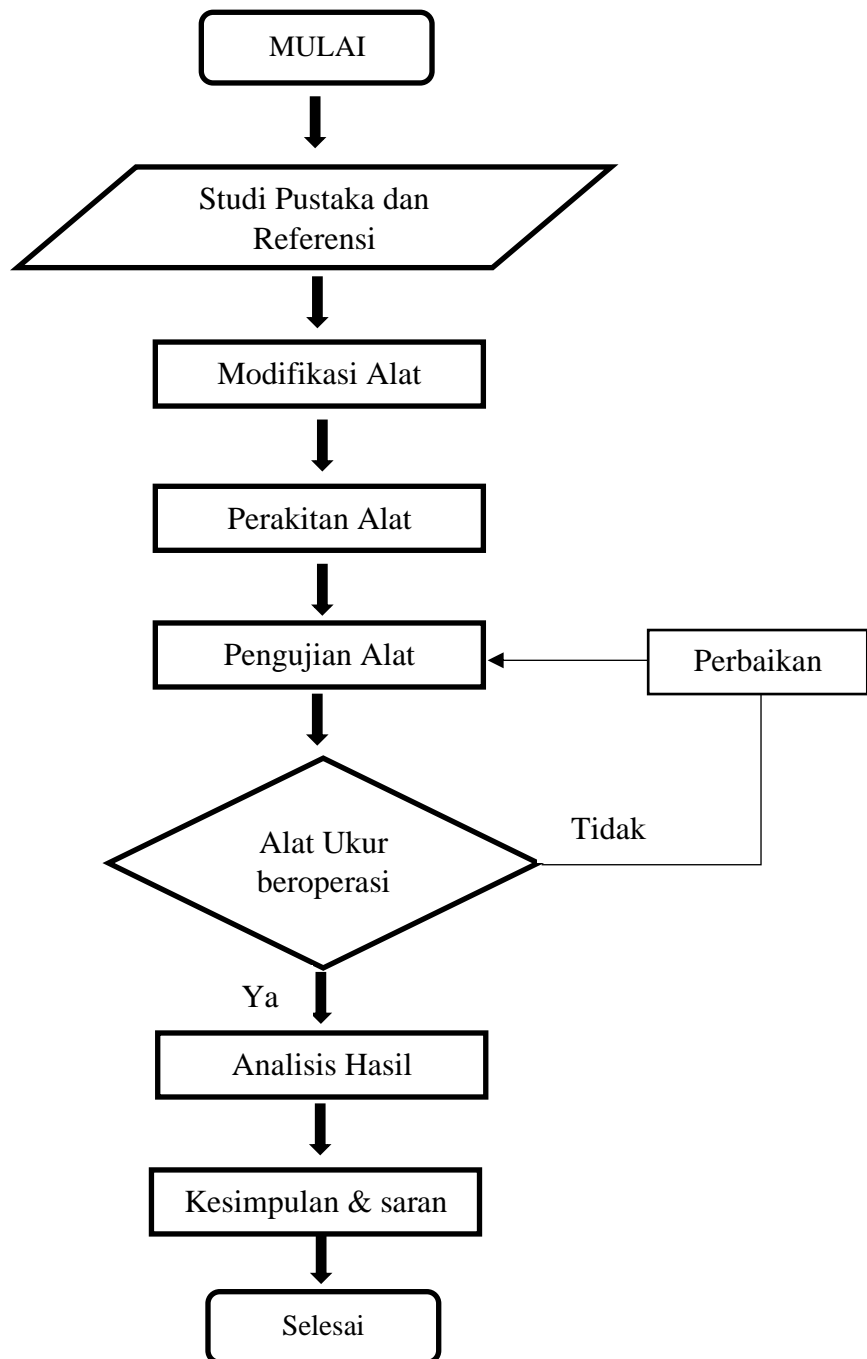 MULAI
Studi Pustaka dan
Referensi
Modifikasi Alat
Perakitan Alat
Pengujian Alat
Perbaikan
Alat Ukur
beroperasi
Tidak
Ya
Analisis Hasil
Kesimpulan & saran
Selesai